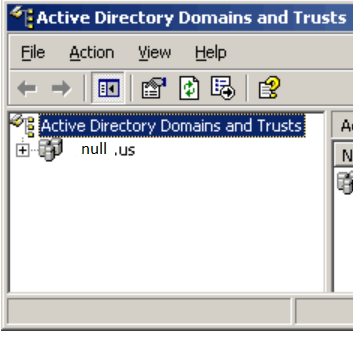 Active Directory Domains and Trusts
File Action View Help
Active Directory Domains and Trusts
null .us